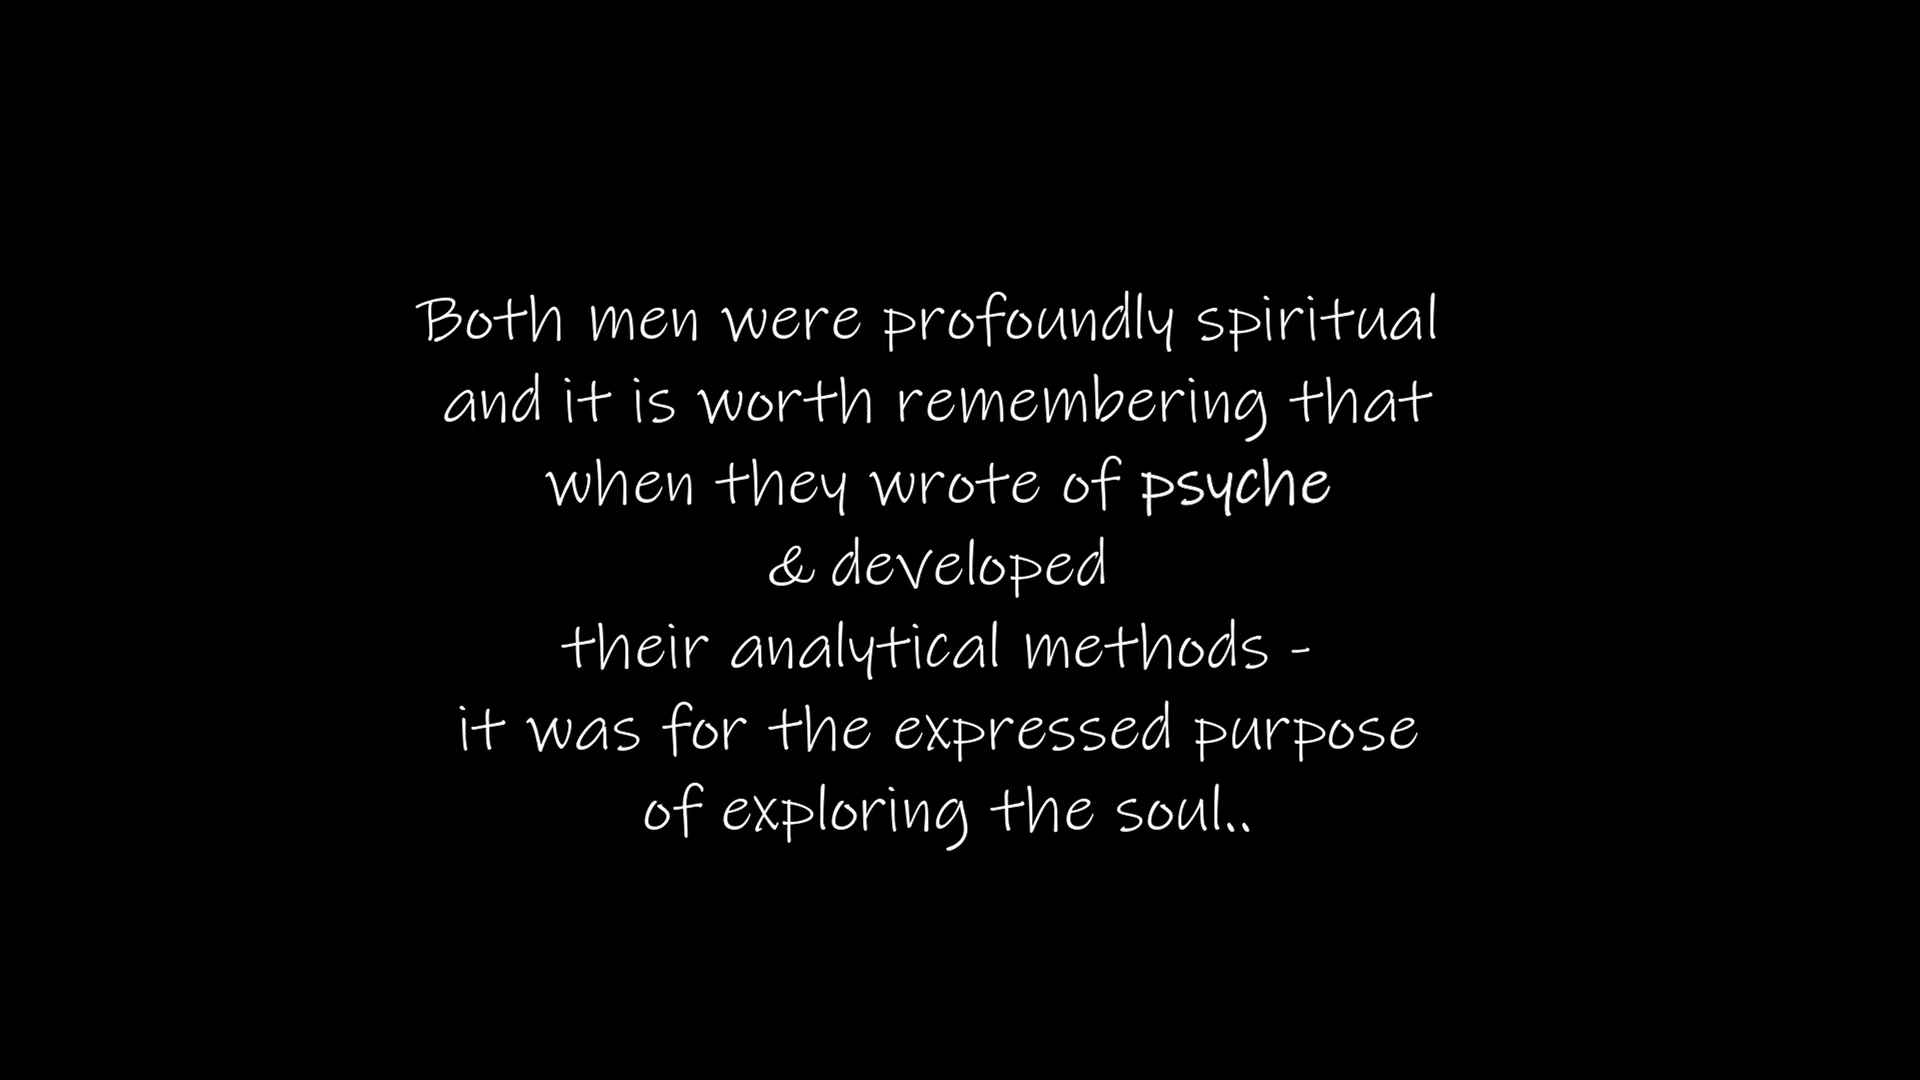 Both men were profoundly spiritual
and it is worth remembering that
when they wrote of psyche
& developed
their analytical methods -
it was for the expressed purpose
of exploring the soul..